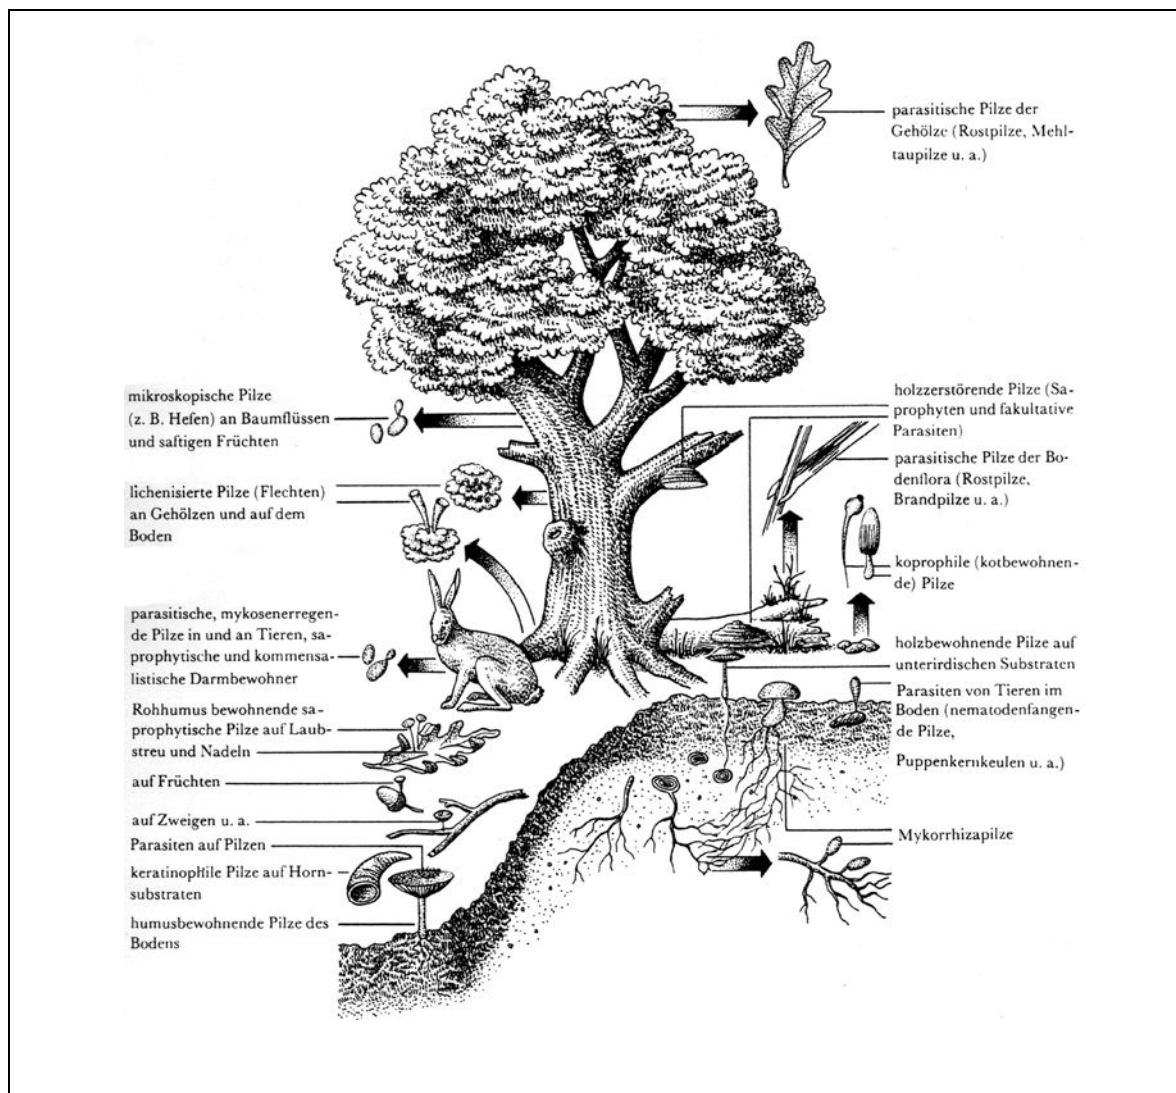 parasitische Pilze der
Gehölze (Rostpilze, Mehl-
taupilze u. a.)
mikroskopische Pilze
(z. B. Hefen) an Baumflüssen
und saftigen Früchten
lichenisierte Pilze (Flechten)
an Gehölzen und auf dem
Boden
parasitische, mykosenerregen-
de Pilze in und an Tieren, sa-
prophytische und kommensa-
listische Darmbewohner
Rohhumus bewohnende sa-
prophytische Pilze auf Laub-
streu und Nadeln
auf Früchten
auf Zweigen u. a.
Parasiten auf Pilzen
keratinophile Pilze auf Horn-
substraten
humusbewohnende Pilze des
Bodens
holzzerstörende Pilze (Sa-
prophyten und fakultative
Parasiten)
parasitische Pilze der Bo-
denflora (Rostpilze,
Brandpilze u. a.)
koprophile (kotbewohnen-
de) Pilze
holzbewohnende Pilze auf
unterirdischen Substraten
Parasiten von Tieren im
Boden (nematodenfangen-
de Pilze,
Puppenkernkeulen u. a.)
Mykorrhizapilze